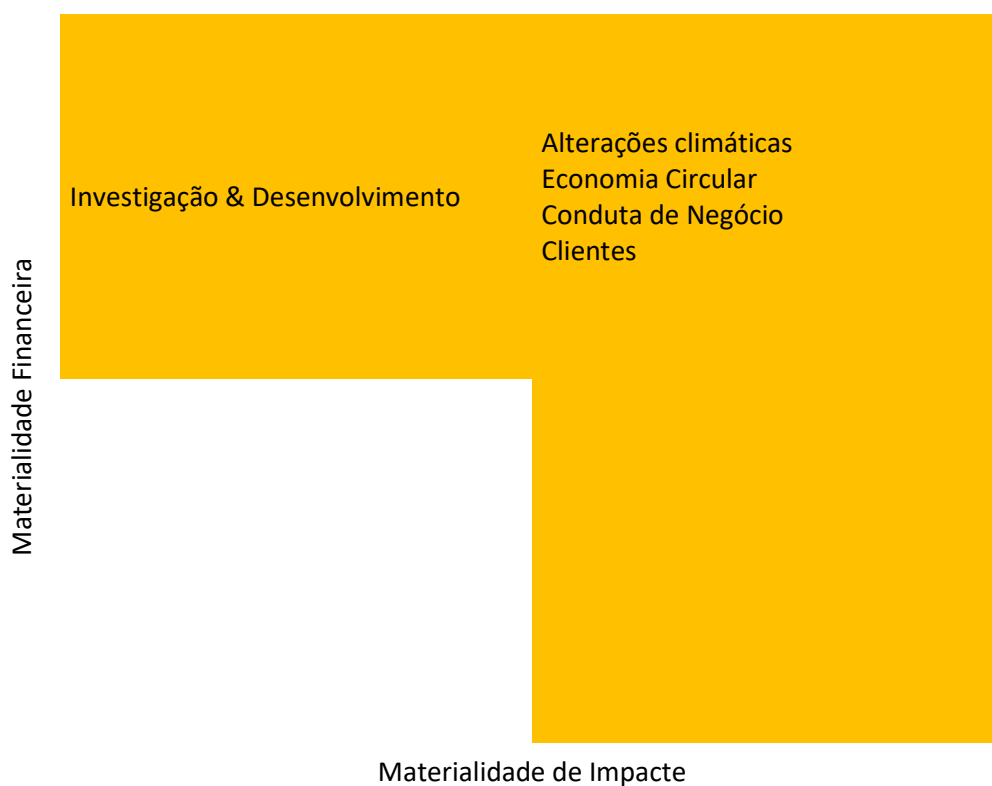 Alterações climáticas
Investigação & Desenvolvimento
Economia Circular
Conduta de Negócio
Clientes
Materialidade Financeira
Materialidade de Impacte